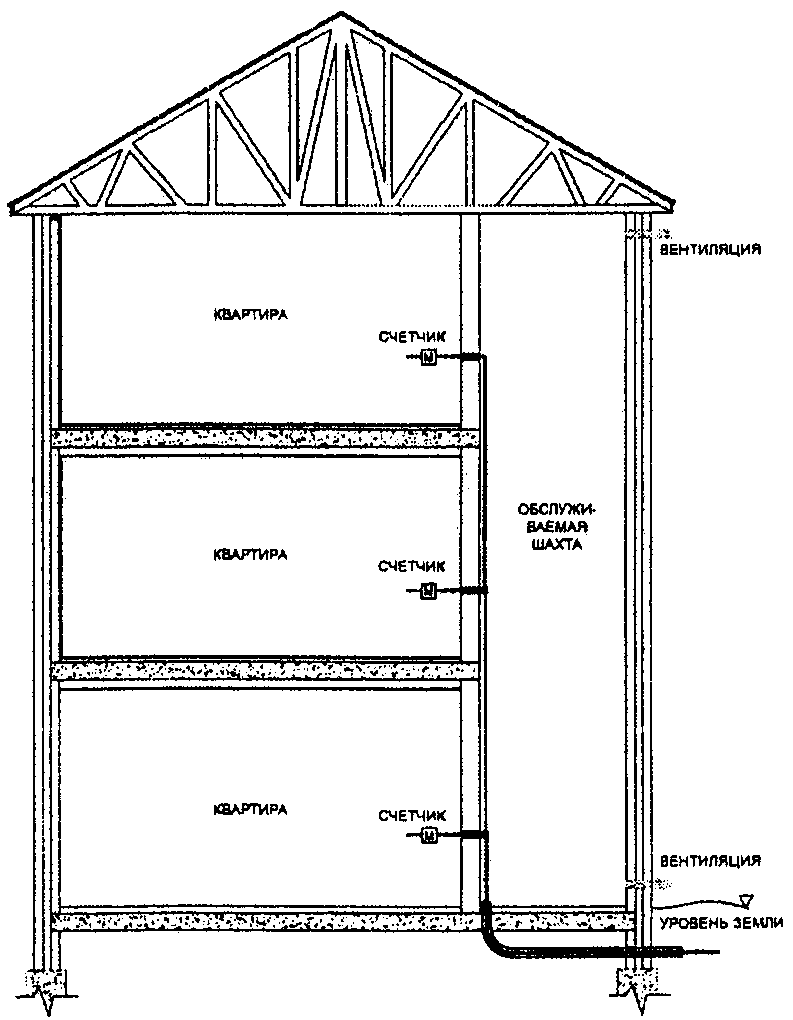 ВЕНТИЛЯЦИЯ
КВАРТИРА
СЧЕТЧИК
М
ОБСЛУЖИ-
ВАЕМАЯ
ШАХТА
КВАРТИРА
СЧЕТЧИК
М
КВАРТИРА
СЧЕТЧИК
М
ВЕНТИЛЯЦИЯ
УРОВЕНЬ ЗЕМЛИ